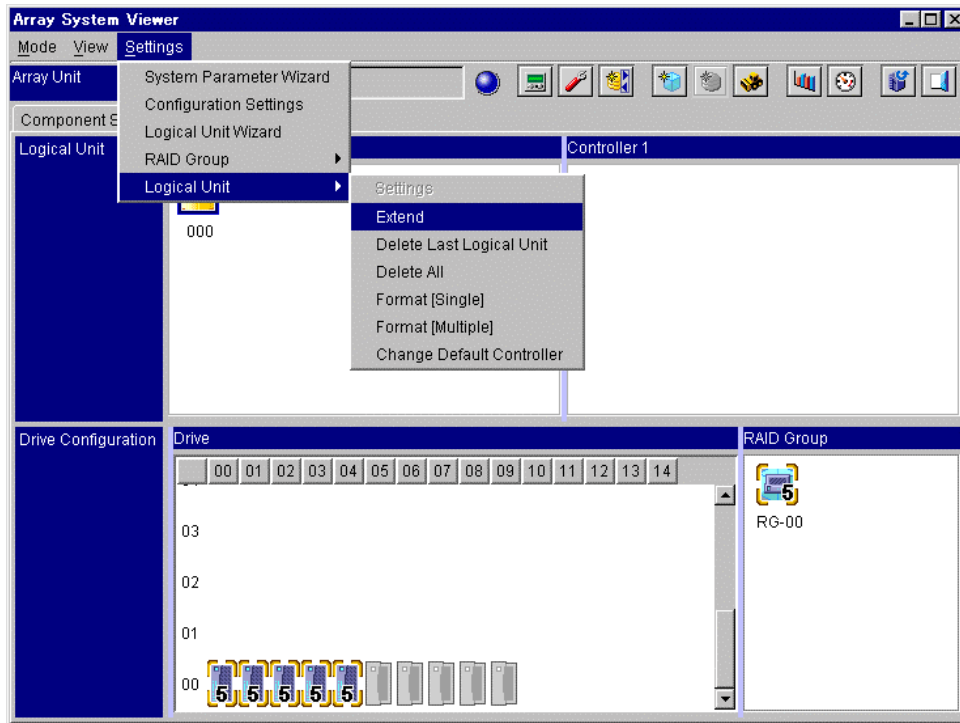 Array System Viewer
Mode View Settings
Array Unit
System Parameter Wizard
Configuration Settings
Logical Unit Wizard
RAID Group
Logical Unit
Component S
Logical Unit
Controller 1
000
Settings
Extend
Delete Last Logical Unit
Delete All
Format [Single]
Format [Multiple]
Change Default Controller
Drive Configuration
Drive
RAID Group
00 01 02 03 04 05 06 07 08 09 10 11 12 13 14
03
02
01
00
5 5 5 5 5
5
RG-00